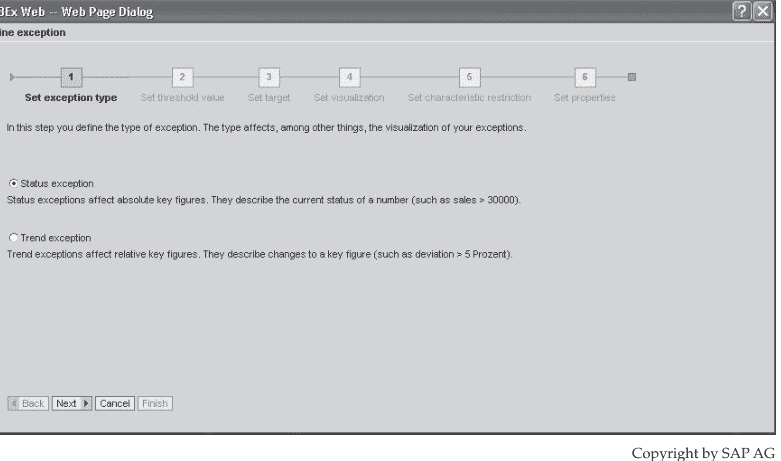 BEx Web -- Web Page Dialog
ine exception
1 2 3 4 5 6
Set exception type Set threshold value Set target Set visualization Set characteristic restriction Set properties
In this step you define the type of exception. The type affects, among other things, the visualization of your exceptions.
Status exception
Status exceptions affect absolute key figures. They describe the current status of a number (such as sales > 30000).
Trend exception
Trend exceptions affect relative key figures. They describe changes to a key figure (such as deviation > 5 Prozent).
Back Next Cancel Finish
Copyright by SAP AG